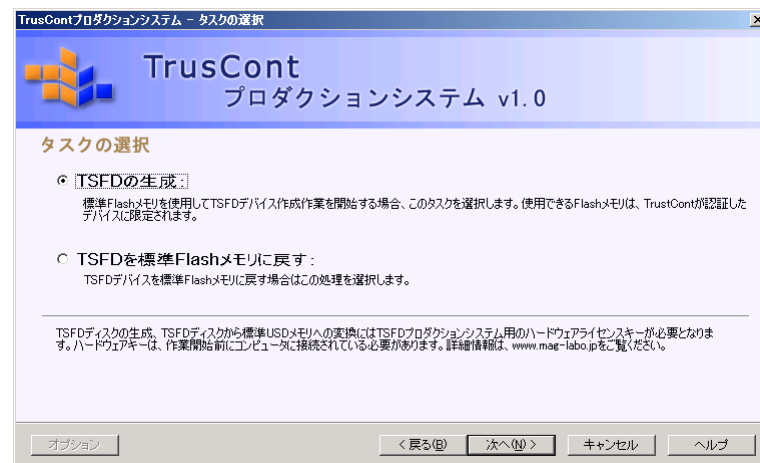 TrusContプロダクションシステム - タスクの選択
TrusCont
プロダクションシステム v1.0
タスクの選択
TSFDの生成:
標準Flashメモリを使用してTSFDデバイス作成作業を開始する場合、このタスクを選択します。使用できるFlashメモリは、TrustContが認証した
デバイスに限定されます。
TSFDを標準Flashメモリに戻す:
TSFDデバイスを標準Flashメモリに戻す場合はこの処理を選択します。
TSFDディスクの生成、TSFDディスクから標準USDメモリへの変換にはTSFDプロダクションシステム用のハードウェアライセンスキーが必要となりま
す。ハードウェアキーは、作業開始前にコンピュータに接続されている必要があります。詳細情報は、www.mag-labo.jpをご覧ください。
オプション
< 戻る(B)
次へ(N) >
キャンセル
ヘルプ